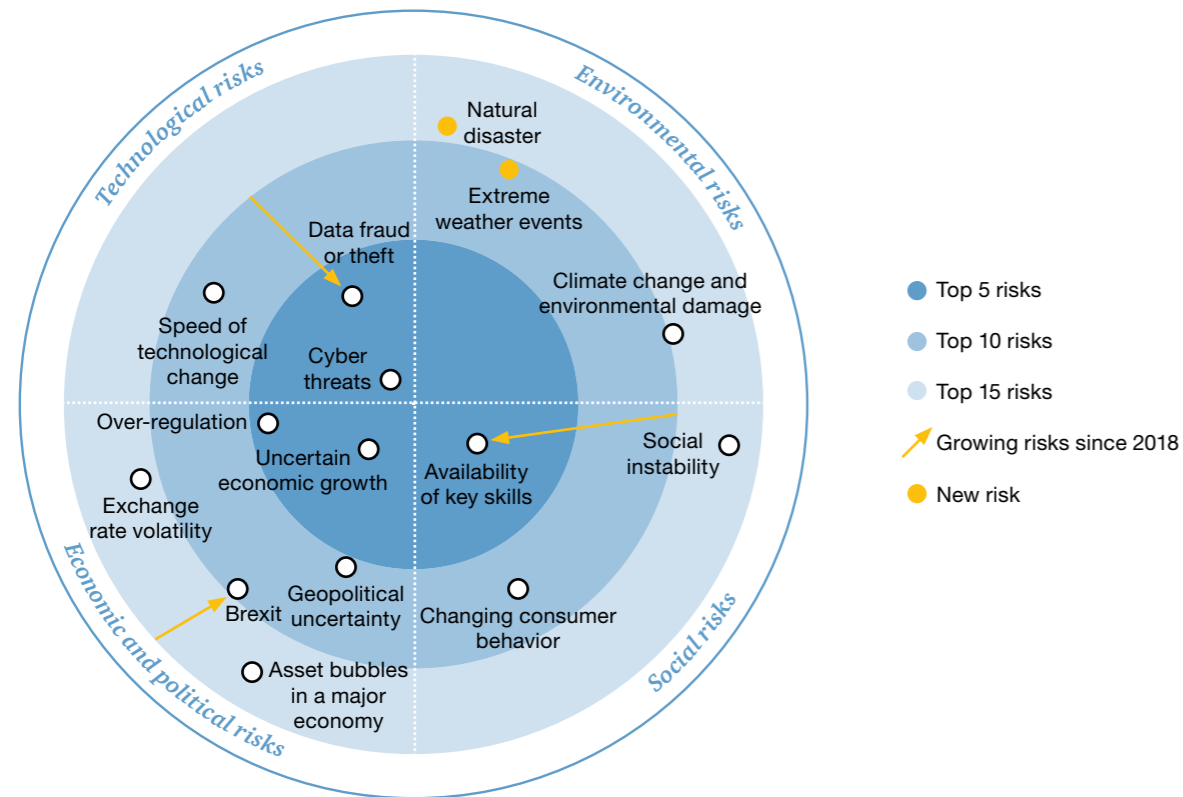 Technological risks
Environmental risks
Natural
disaster
Extreme
weather events
Data fraud
or theft
Climate change and
environmental damage
Speed of
technological
change
Cyber
threats
Over-regulation
Uncertain
economic growth
Availability
of key skills
Social
instability
Exchange
rate volatility
Brexit
Geopolitical
uncertainty
Changing consumer
behavior
Asset bubbles
in a major
economy
Economic and political risks
Social risks
Top 5 risks
Top 10 risks
Top 15 risks
Growing risks since 2018
New risk